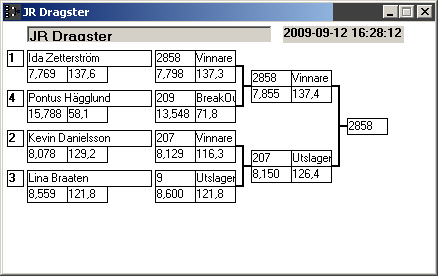 JR Dragster
JR Dragster 2009-09-12 16:28:12
1 Ida Zetterström 2858 Vinnare
7,769 137,6 7,798 137,3
2858 Vinnare
7,855 137,4
4 Pontus Hägglund 209 BreakOu
15,788 58,1 13,548 71,8
2858
2 Kevin Danielsson 207 Vinnare
8,078 129,2 8,129 116,3
207 Utslagen
8,150 126,4
3 Lina Braaten 9 Utslagen
8,559 121,8 8,600 121,8